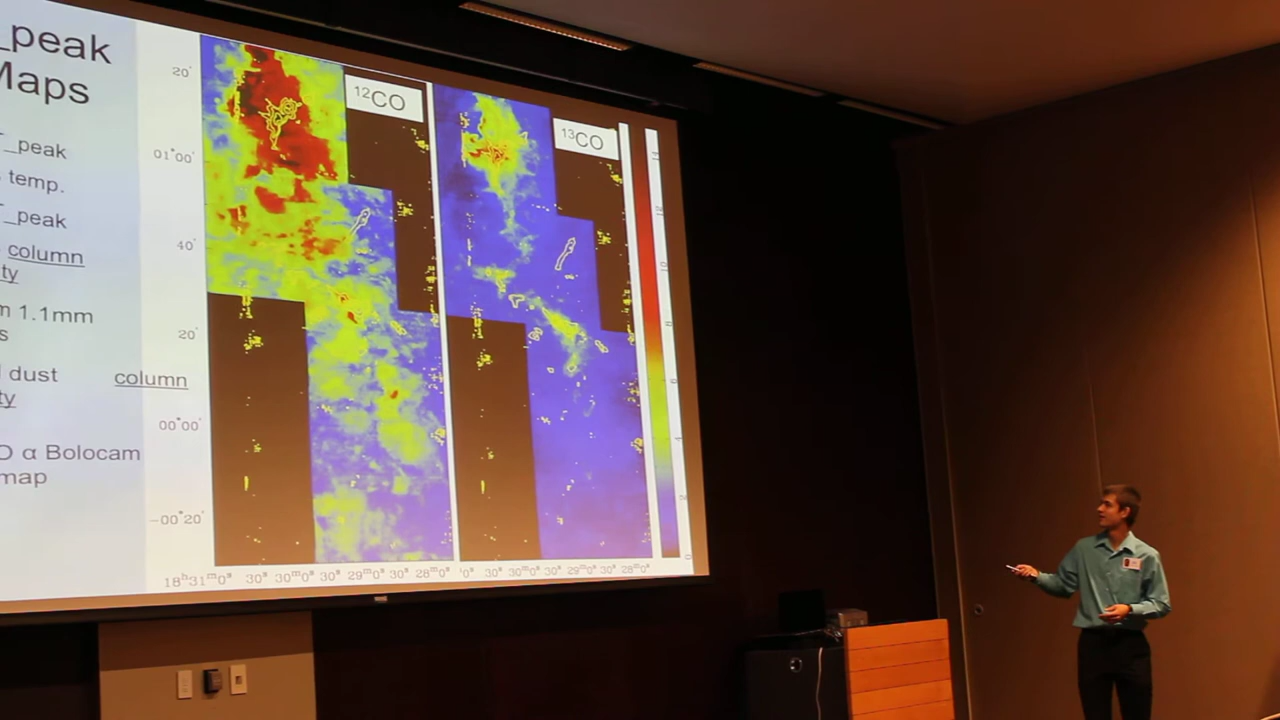 _peak
Maps
_peak
temp.
_peak
column
ty
m 1.1mm
s
dust column
ty
O α Bolocam
map
¹²CO
¹³CO
20'
01°00'
40'
20'
00°00'
−00°20'
18ʰ31ᵐ0ˢ 30ˢ 30ᵐ0ˢ 30ˢ 29ᵐ0ˢ 30ˢ 28ᵐ0ˢ
0ˢ 30ˢ 30ᵐ0ˢ 30ˢ 29ᵐ0ˢ 30ˢ 28ᵐ0ˢ